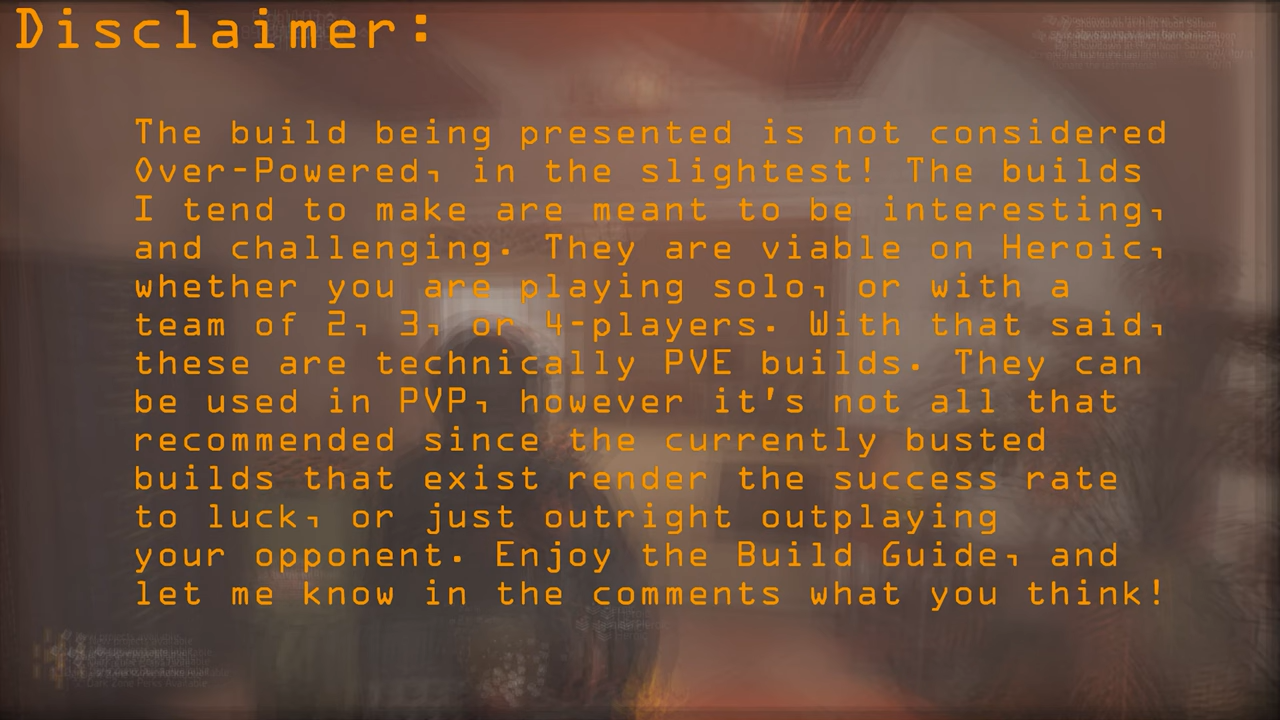 Disclaimer:
The build being presented is not considered
Over-Powered, in the slightest! The builds
I tend to make are meant to be interesting,
and challenging. They are viable on Heroic,
whether you are playing solo, or with a
team of 2, 3, or 4-players. With that said,
these are technically PVE builds. They can
be used in PVP, however it's not all that
recommended since the currently busted
builds that exist render the success rate
to luck, or just outright outplaying
your opponent. Enjoy the Build Guide, and
let me know in the comments what you think!